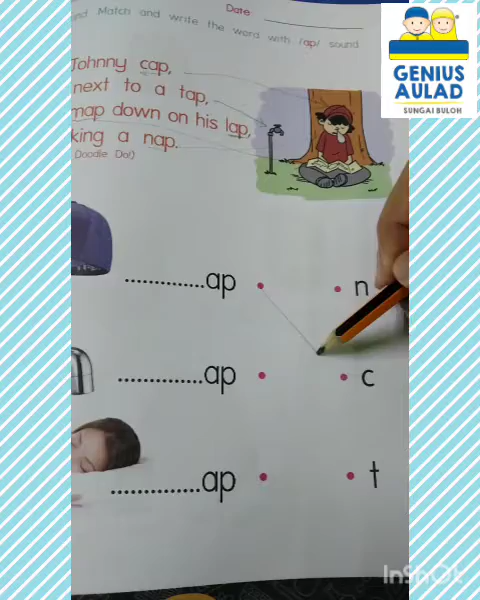 Date
and Match and write the word with /ap/ sound.
Johnny cap,
next to a tap,
map down on his lap,
king a nap.
Doodle Do!)
GENIUS
AULAD
SUNGAI BULOH
..............ap • • n
..............ap • • c
..............ap • • t
InShOt